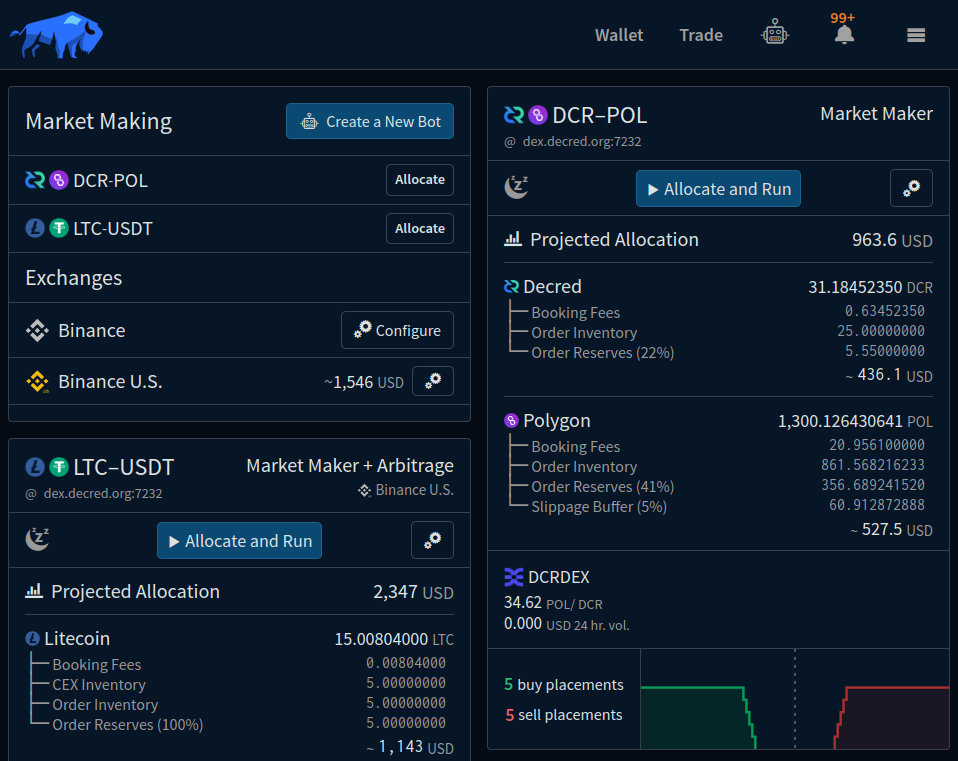 Wallet Trade 99+
Market Making Create a New Bot
DCR-POL Allocate
LTC-USDT Allocate
Exchanges
Binance Configure
Binance U.S. ~1,546 USD
LTC–USDT Market Maker + Arbitrage
@ dex.decred.org:7232 Binance U.S.
Allocate and Run
Projected Allocation 2,347 USD
Litecoin 15.00804000 LTC
Booking Fees 0.00804000
CEX Inventory 5.00000000
Order Inventory 5.00000000
Order Reserves (100%) 5.00000000
~ 1,143 USD
DCR–POL Market Maker
@ dex.decred.org:7232
Allocate and Run
Projected Allocation 963.6 USD
Decred 31.18452350 DCR
Booking Fees 0.63452350
Order Inventory 25.00000000
Order Reserves (22%) 5.55000000
~ 436.1 USD
Polygon 1,300.126430641 POL
Booking Fees 20.956100000
Order Inventory 861.568216233
Order Reserves (41%) 356.689241520
Slippage Buffer (5%) 60.912872888
~ 527.5 USD
DCRDEX
34.62 POL/ DCR
0.000 USD 24 hr. vol.
5 buy placements
5 sell placements